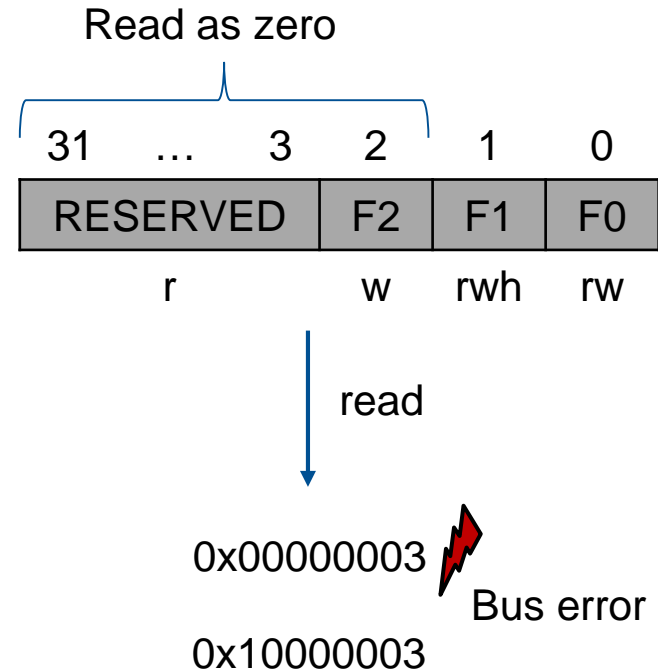 Read as zero
31 … 3 2 1 0
RESERVED F2 F1 F0
r w rwh rw
read
0x00000003
Bus error
0x10000003